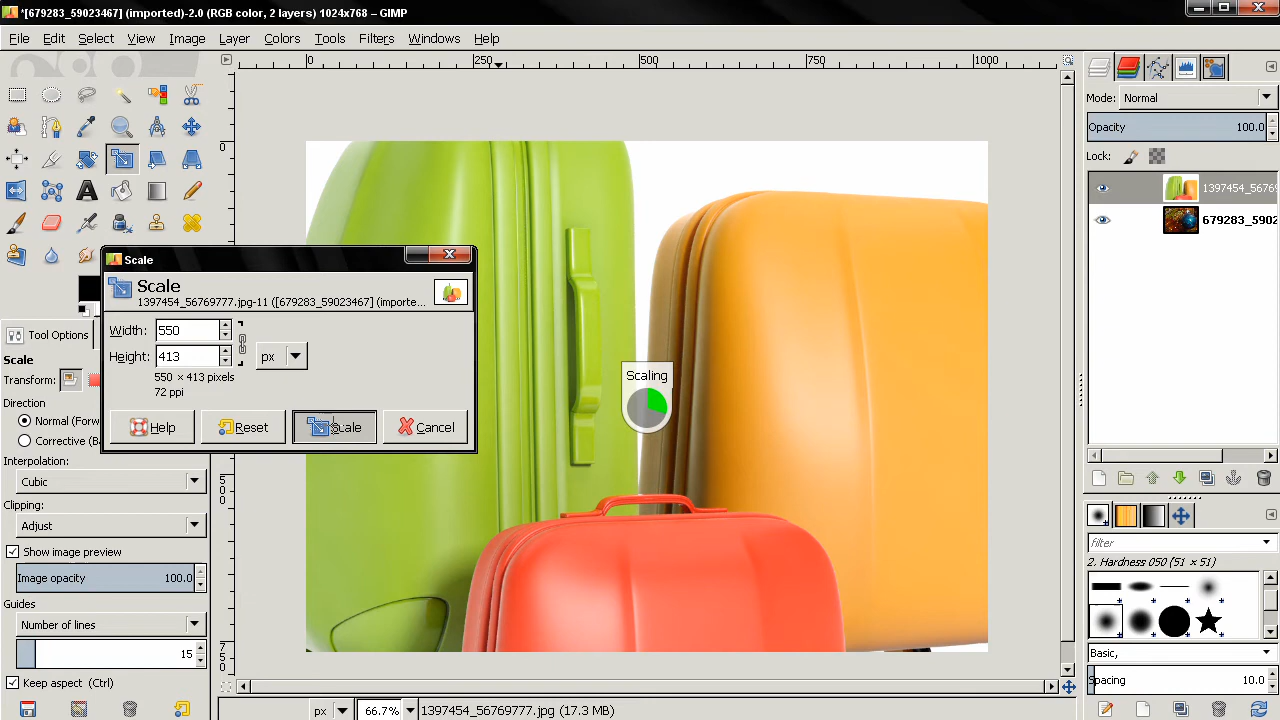 *[679283_59023467] (imported)-2.0 (RGB color, 2 layers) 1024x768 – GIMP
File Edit Select View Image Layer Colors Tools Filters Windows Help
0 250 500 750 1000
Mode: Normal
Opacity 100.0
Lock:
1397454_5676
679283_5902
0
500
750
Scale
Scale
1397454_56769777.jpg-11 ([679283_59023467] (importe...
Width: 550
Height: 413
px
550 × 413 pixels
72 ppi
Help Reset Scale Cancel
Scaling
Tool Options
Scale
Transform:
Direction
Normal (Forw
Corrective (B
Interpolation:
Cubic
Clipping:
Adjust
Show image preview
Image opacity 100.0
Guides
Number of lines
15
Keep aspect (Ctrl)
filter
2. Hardness 050 (51 × 51)
Basic,
Spacing 10.0
px 66.7% 1397454_56769777.jpg (17.3 MB)